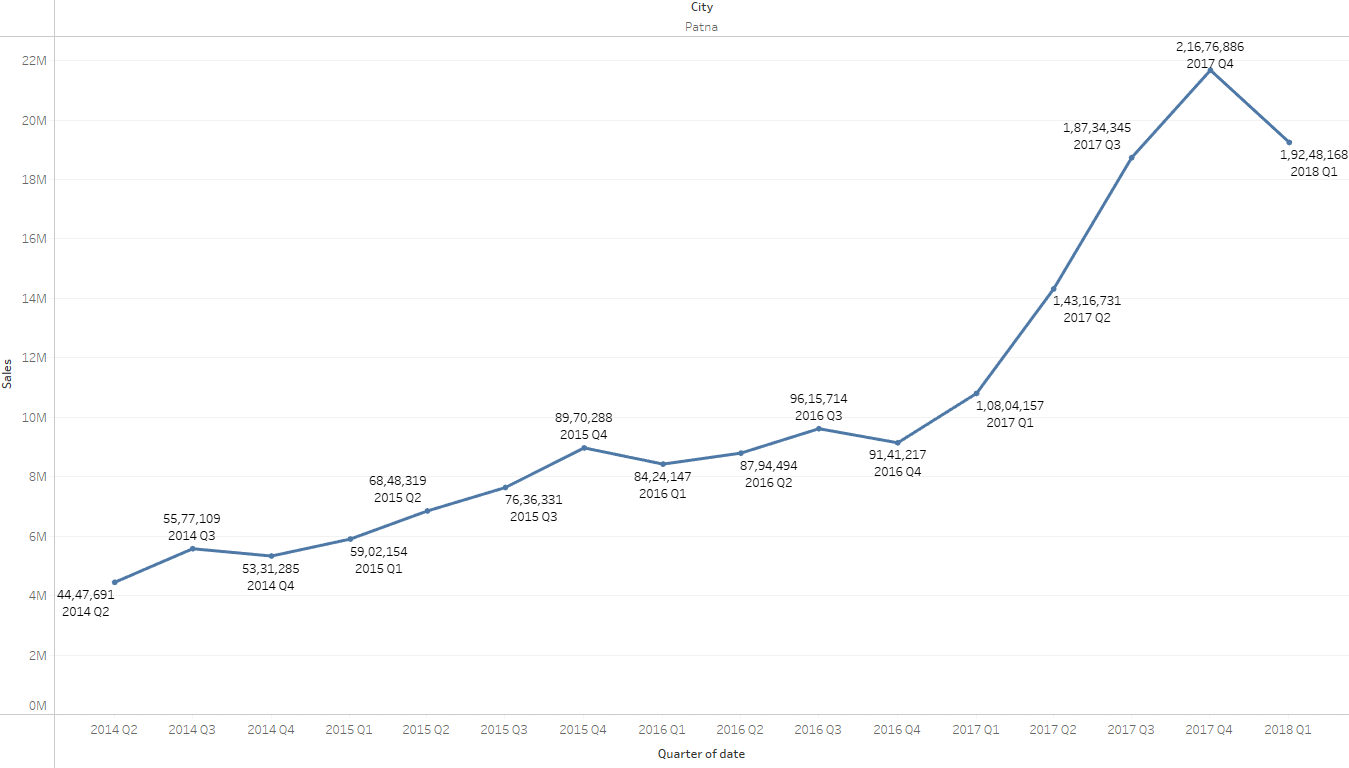 City
Patna
22M
20M
18M
16M
14M
12M
10M
8M
6M
4M
2M
0M
Sales
44,47,691
2014 Q2
55,77,109
2014 Q3
53,31,285
2014 Q4
59,02,154
2015 Q1
68,48,319
2015 Q2
76,36,331
2015 Q3
89,70,288
2015 Q4
84,24,147
2016 Q1
87,94,494
2016 Q2
96,15,714
2016 Q3
91,41,217
2016 Q4
1,08,04,157
2017 Q1
1,43,16,731
2017 Q2
1,87,34,345
2017 Q3
2,16,76,886
2017 Q4
1,92,48,168
2018 Q1
2014 Q2 2014 Q3 2014 Q4 2015 Q1 2015 Q2 2015 Q3 2015 Q4 2016 Q1 2016 Q2 2016 Q3 2016 Q4 2017 Q1 2017 Q2 2017 Q3 2017 Q4 2018 Q1
Quarter of date